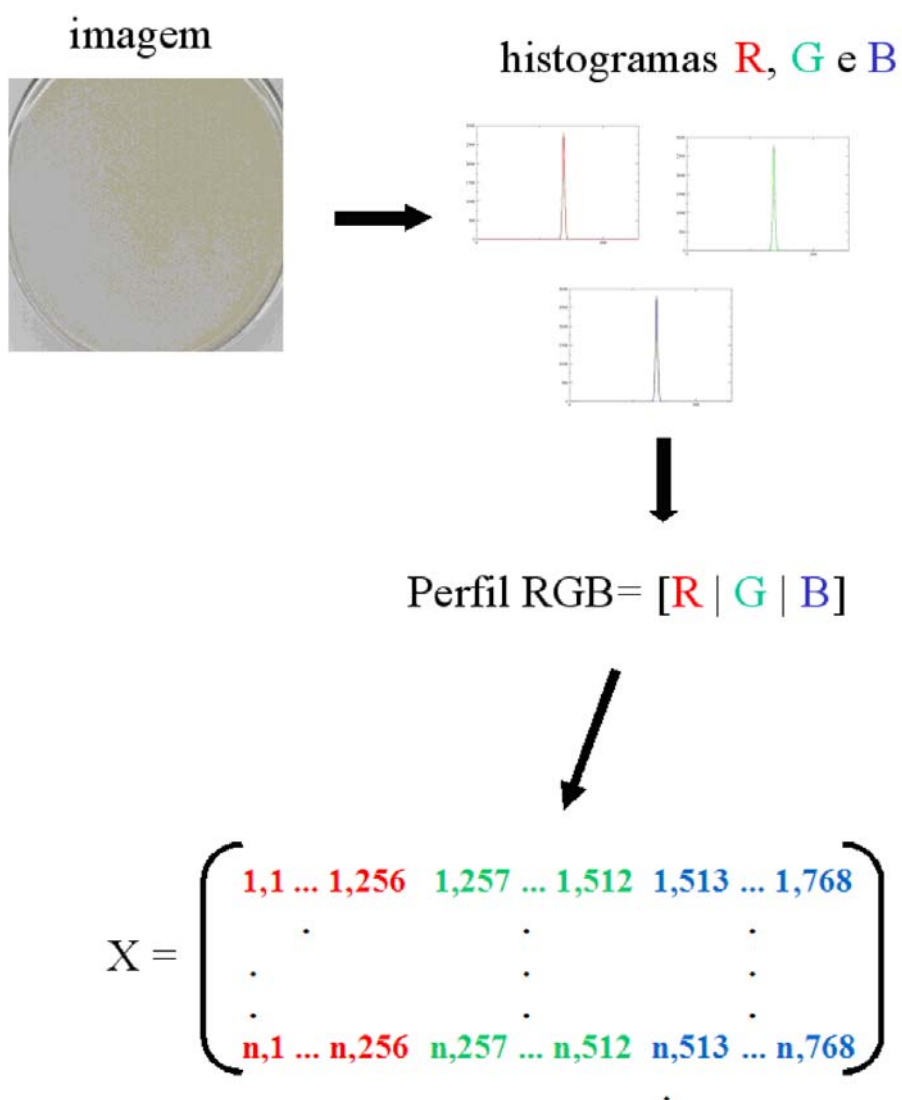 imagem
histogramas R, G e B
Perfil RGB= [R | G | B]
X =
1,1 ... 1,256 1,257 ... 1,512 1,513 ... 1,768
n,1 ... n,256 n,257 ... n,512 n,513 ... n,768